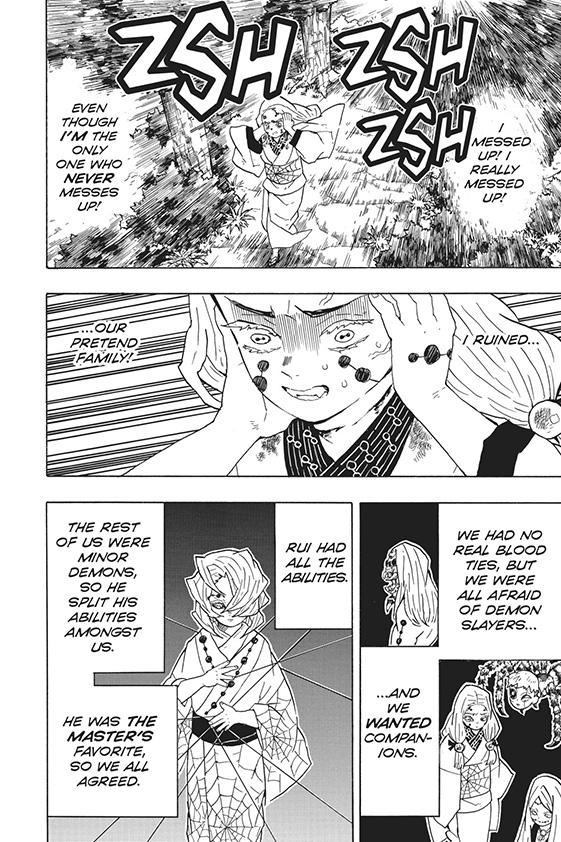 ZSH
ZSH
ZSH
I
MESSED
UP! I
REALLY
MESSED
UP!
EVEN
THOUGH
I'M THE
ONLY
ONE WHO
NEVER
MESSES
UP!
I RUINED...
...OUR
PRETEND
FAMILY!
WE HAD NO
REAL BLOOD
TIES, BUT
WE WERE
ALL AFRAID
OF DEMON
SLAYERS...
...AND
WE
WANTED
COMPAN-
IONS.
RUI HAD
ALL THE
ABILITIES.
THE REST
OF US WERE
MINOR
DEMONS,
SO HE
SPLIT HIS
ABILITIES
AMONGST
US.
HE WAS THE
MASTER'S
FAVORITE,
SO WE ALL
AGREED.